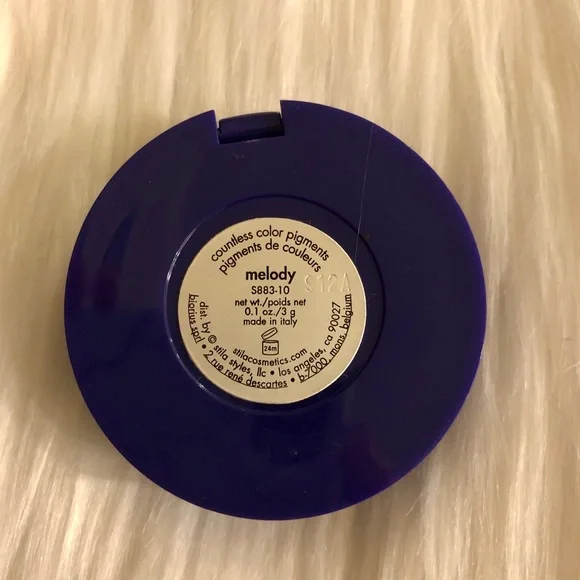 countless color pigments
pigments de couleurs
melody
S883-10
net wt./poids net
0.1 oz./3 g
made in italy
24m
stilacosmetics.com
dist. by © stila styles, llc • los angeles, ca 90027
blorius sprl • 2 rue rené descartes • b-7000, mons, belgium
912A